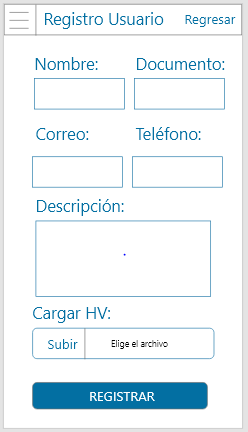 Registro Usuario Regresar
Nombre: Documento:
Correo: Teléfono:
Descripción:
Cargar HV:
Subir Elige el archivo
REGISTRAR